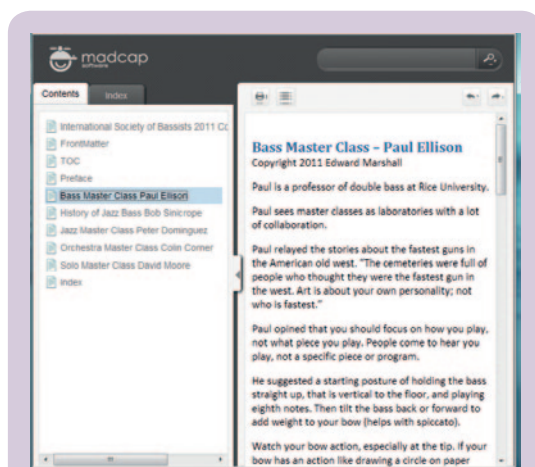 madcap
software
Contents
Index
International Society of Bassists 2011 Cc
FrontMatter
TOC
Preface
Bass Master Class Paul Ellison
History of Jazz Bass Bob Sinicrope
Jazz Master Class Peter Dominguez
Orchestra Master Class Colin Corner
Solo Master Class David Moore
Index
Bass Master Class – Paul Ellison
Copyright 2011 Edward Marshall
Paul is a professor of double bass at Rice University.
Paul sees master classes as laboratories with a lot
of collaboration.
Paul relayed the stories about the fastest guns in
the American old west. "The cemeteries were full of
people who thought they were the fastest gun in
the west. Art is about your own personality; not
who is fastest."
Paul opined that you should focus on how you play,
not what piece you play. People come to hear you
play, not a specific piece or program.
He suggested a starting posture of holding the bass
straight up, that is vertical to the floor, and playing
eighth notes. Then tilt the bass back or forward to
add weight to your bow (helps with spiccato).
Watch your bow action, especially at the tip. If your
bow has an action like drawing a circle on paper